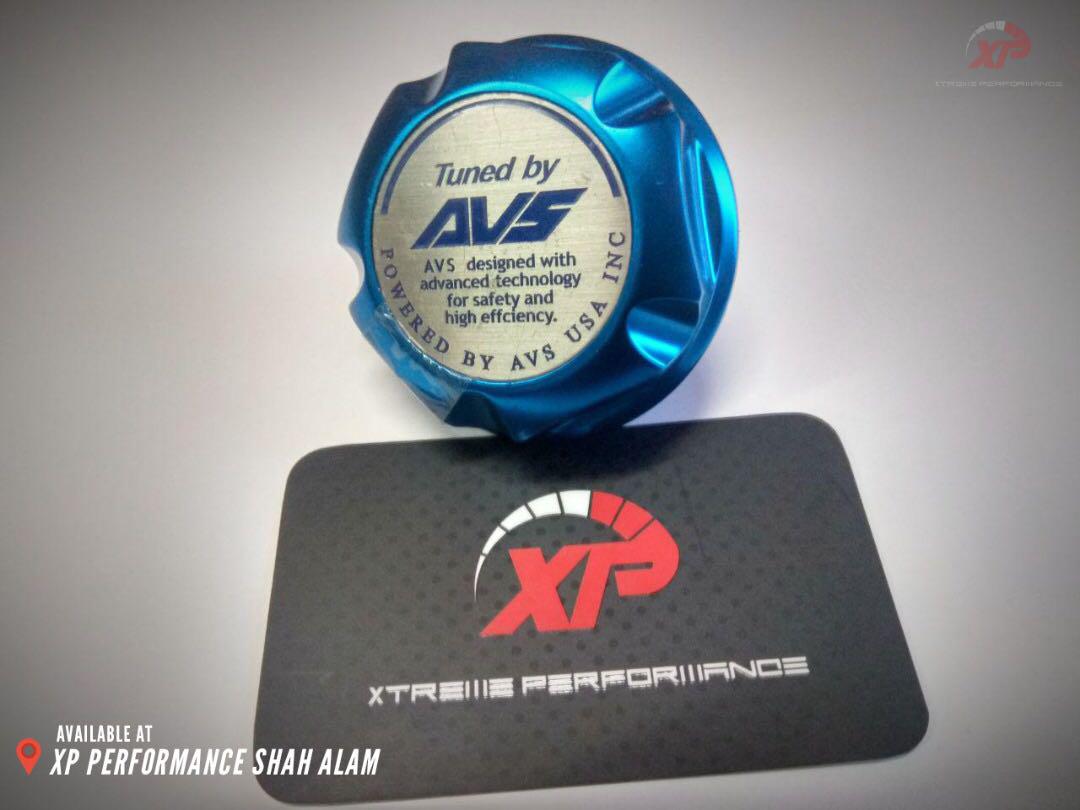 XP
XTREME PERFORMANCE
Tuned by
AVS
AVS designed with
advanced technology
for safety and
high effciency.
POWERED BY AVS USA INC
XP
XTREME PERFORMANCE
AVAILABLE AT
XP PERFORMANCE SHAH ALAM